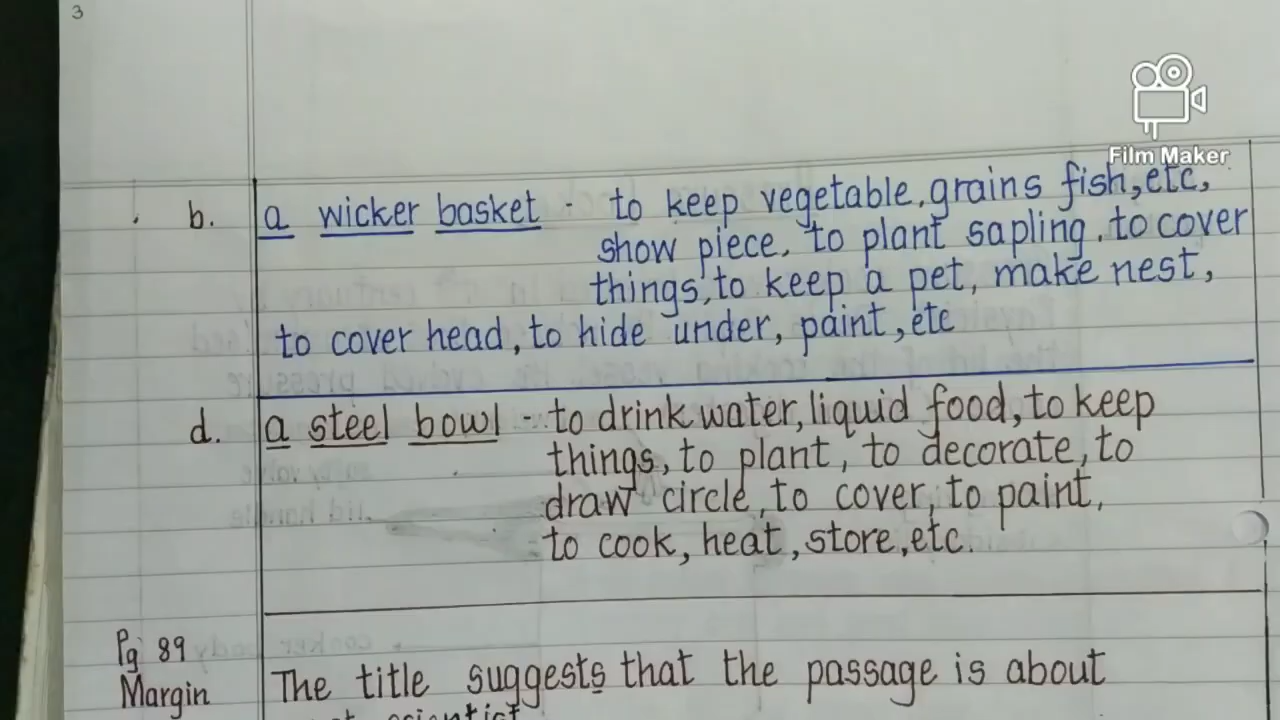 3
Film Maker
b. a wicker basket - to keep vegetable, grains fish, etc,
show piece, to plant sapling, to cover
things, to keep a pet, make nest,
to cover head, to hide under, paint, etc
d. a steel bowl - to drink water, liquid food, to keep
things, to plant, to decorate, to
draw circle, to cover, to paint,
to cook, heat, store, etc.
Pg 89
Margin
The title suggests that the passage is about
scientist